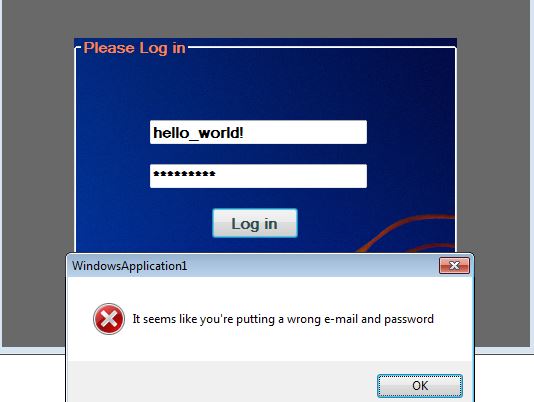 Please Log in
hello_world!
*********
Log in
WindowsApplication1
It seems like you're putting a wrong e-mail and password
OK